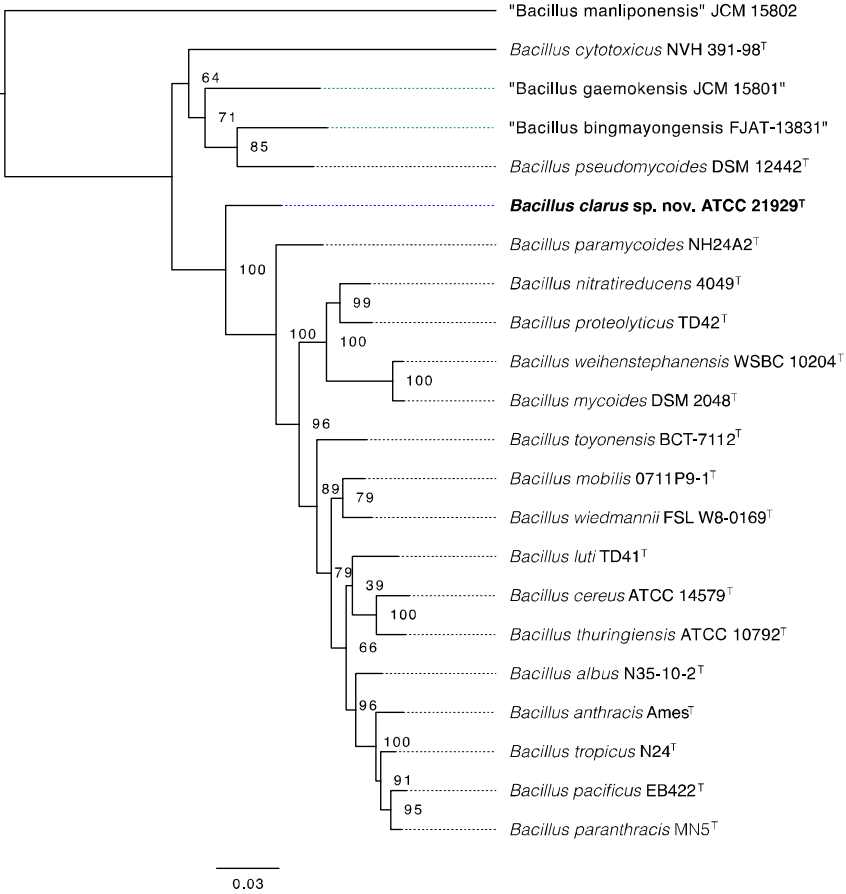 "Bacillus manliponensis" JCM 15802
Bacillus cytotoxicus NVH 391-98ᵀ
64
"Bacillus gaemokensis JCM 15801"
71
"Bacillus bingmayongensis FJAT-13831"
85
Bacillus pseudomycoides DSM 12442ᵀ
Bacillus clarus sp. nov. ATCC 21929ᵀ
Bacillus paramycoides NH24A2ᵀ
100
Bacillus nitratireducens 4049ᵀ
99
Bacillus proteolyticus TD42ᵀ
100
100
Bacillus weihenstephanensis WSBC 10204ᵀ
100
Bacillus mycoides DSM 2048ᵀ
96
Bacillus toyonensis BCT-7112ᵀ
Bacillus mobilis 0711P9-1ᵀ
89
79
Bacillus wiedmannii FSL W8-0169ᵀ
Bacillus luti TD41ᵀ
79
39
Bacillus cereus ATCC 14579ᵀ
100
Bacillus thuringiensis ATCC 10792ᵀ
66
Bacillus albus N35-10-2ᵀ
96
Bacillus anthracis Amesᵀ
100
Bacillus tropicus N24ᵀ
91
Bacillus pacificus EB422ᵀ
95
Bacillus paranthracis MN5ᵀ
0.03